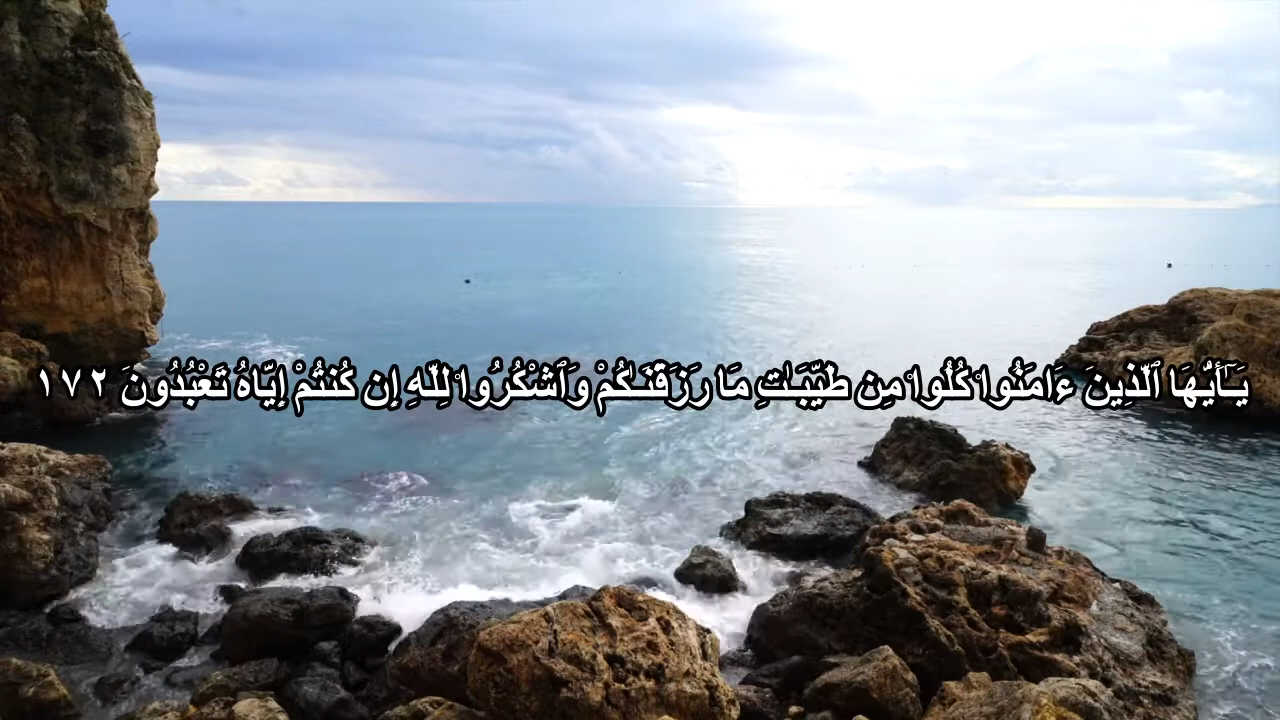 يَـٰٓأَيُّهَا ٱلَّذِينَ ءَامَنُوا۟ كُلُوا۟ مِن طَيِّبَـٰتِ مَا رَزَقْنَـٰكُمْ وَٱشْكُرُوا۟ لِلَّهِ إِن كُنتُمْ إِيَّاهُ تَعْبُدُونَ ١٧٢